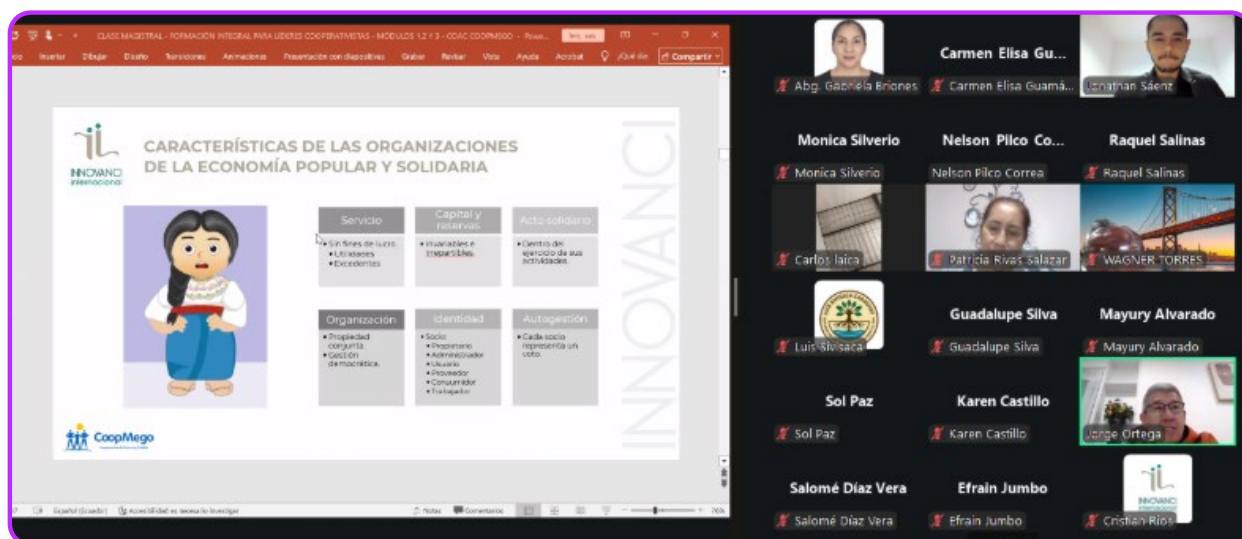 CLASE MAGISTRAL - FORMACIÓN INTEGRAL PARA LÍDERES COOPERATIVISTAS - MÓDULOS 1,2 Y 3 - COAC COOPMEGO
Insertar Dibujar Diseño Transiciones Animaciones Presentación con diapositivas Grabar Revisar Vista Ayuda Acrobat Compartir
INNOVANCI
internacional
CARACTERÍSTICAS DE LAS ORGANIZACIONES
DE LA ECONOMÍA POPULAR Y SOLIDARIA
INNOVANCI
Servicio
• Sin fines de lucro.
• Utilidades
• Excedentes
Capital y
reservas
• Invariables e
irrepartibles.
Acto solidario
• Dentro del
ejercicio de sus
actividades.
Organización
• Propiedad
conjunta.
• Gestión
democrática.
Identidad
• Socio:
• Propietario
• Administrador
• Usuario
• Proveedor
• Consumidor
• Trabajador
Autogestión
• Cada socio
representa un
voto.
CoopMego
Español (Ecuador) Accesibilidad: es necesario investigar Notas Comentarios 76%
Abg. Gabriela Briones
Carmen Elisa Gu...
Carmen Elisa Guamá...
Jonathan Sáenz
Monica Silverio
Monica Silverio
Nelson Pilco Co...
Nelson Pilco Correa
Raquel Salinas
Raquel Salinas
Carlos laica
Patricia Rivas Salazar
WAGNER TORRES
Luis Sivisaca
Guadalupe Silva
Guadalupe Silva
Mayury Alvarado
Mayury Alvarado
Sol Paz
Sol Paz
Karen Castillo
Karen Castillo
Jorge Ortega
Salomé Díaz Vera
Salomé Díaz Vera
Efrain Jumbo
Efrain Jumbo
INNOVANCI
internacional
Cristian Rios